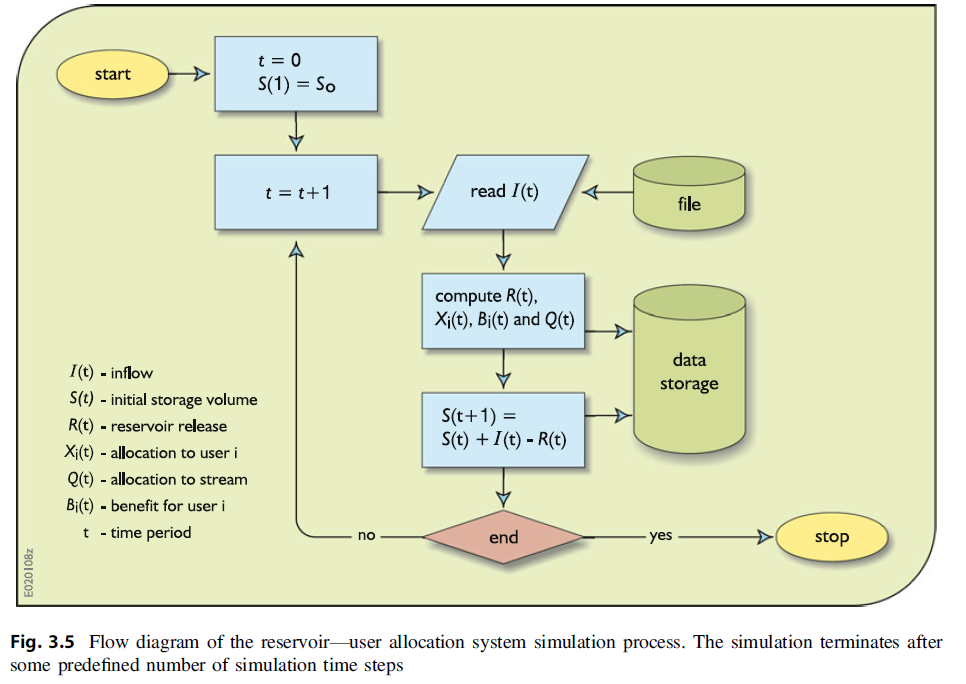 start
t = 0
S(1) = So
t = t+1
read I(t)
file
compute R(t),
Xi(t), Bi(t) and Q(t)
data
storage
S(t+1) =
S(t) + I(t) - R(t)
I(t) - inflow
S(t) - initial storage volume
R(t) - reservoir release
Xi(t) - allocation to user i
Q(t) - allocation to stream
Bi(t) - benefit for user i
t - time period
no
end
yes
stop
E020108z
Fig. 3.5 Flow diagram of the reservoir—user allocation system simulation process. The simulation terminates after
some predefined number of simulation time steps